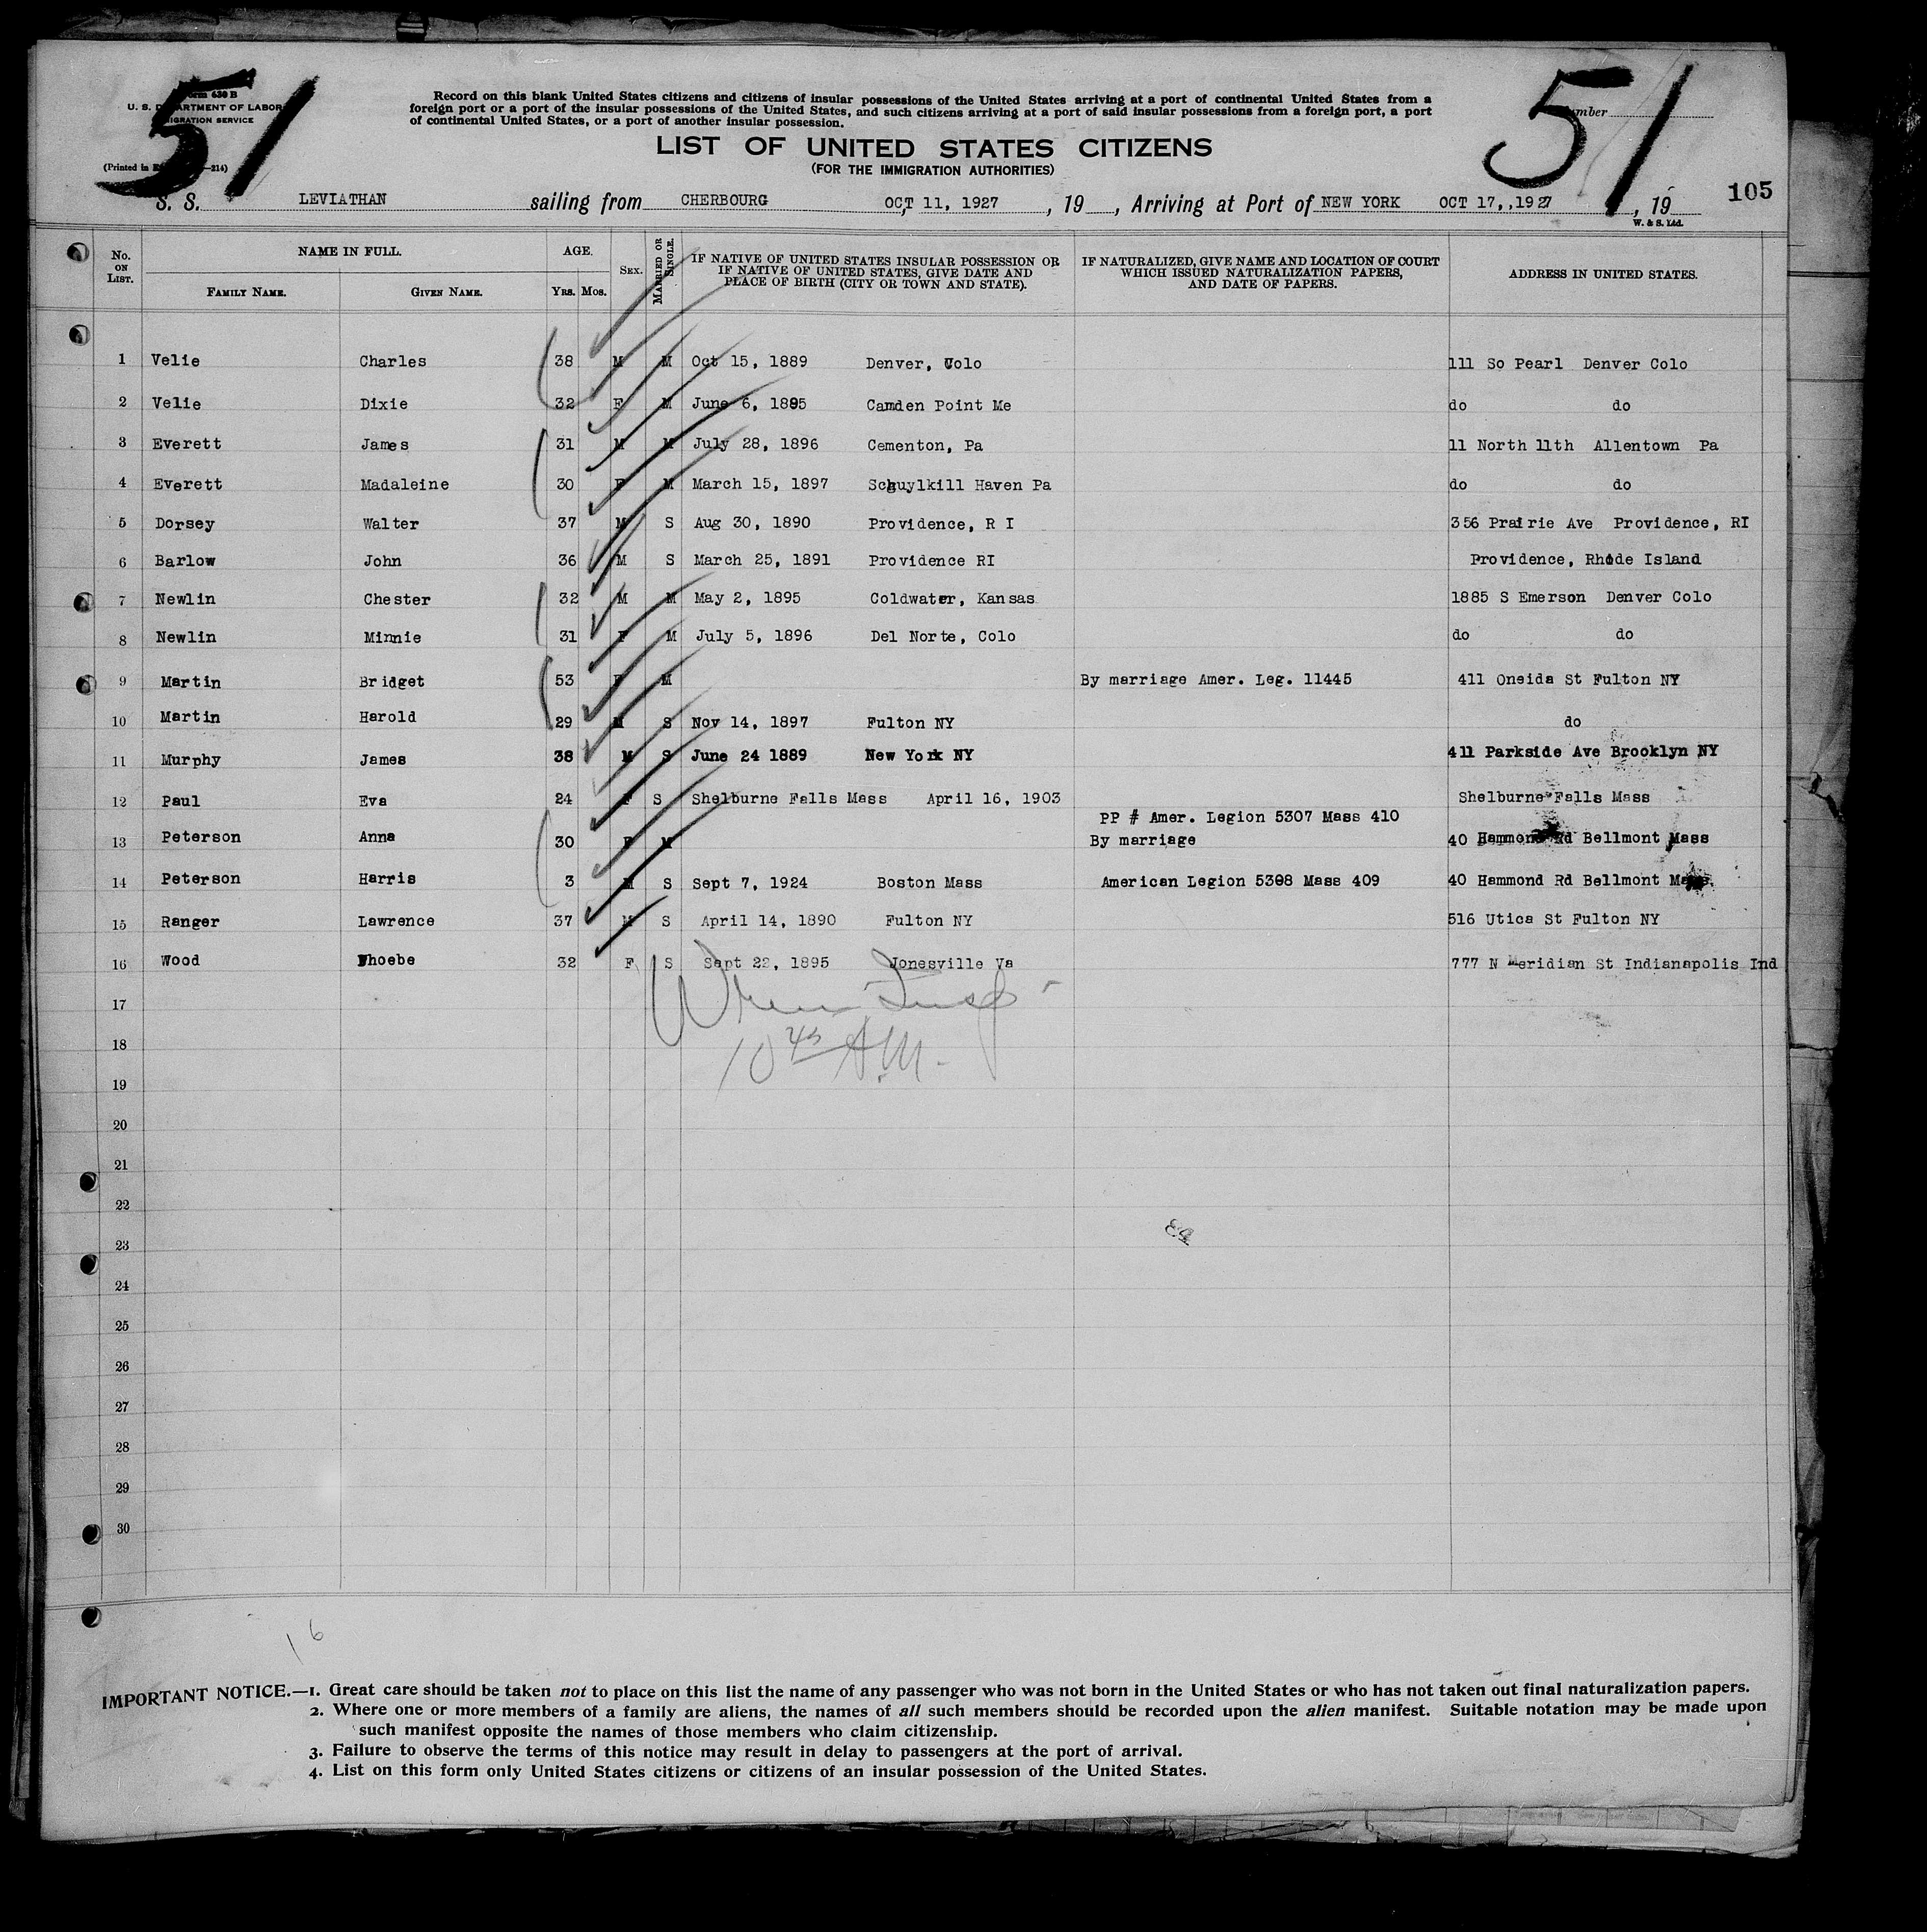 51
51
Form 630 B
U. S. DEPARTMENT OF LABOR
IMMIGRATION SERVICE
(Printed in —214)
Record on this blank United States citizens and citizens of insular possessions of the United States arriving at a port of continental United States from a
foreign port or a port of the insular possessions of the United States, and such citizens arriving at a port of said insular possessions from a foreign port, a port
of continental United States, or a port of another insular possession.
LIST OF UNITED STATES CITIZENS
(FOR THE IMMIGRATION AUTHORITIES)
S. S. LEVIATHAN sailing from CHERBOURG OCT 11, 1927, 19 , Arriving at Port of NEW YORK OCT 17,,1927, 19 105
W. & S. Ltd.
No. ON LIST. NAME IN FULL. FAMILY NAME. GIVEN NAME. AGE. YRS. MOS. SEX. MARRIED OR SINGLE. IF NATIVE OF UNITED STATES INSULAR POSSESSION OR IF NATIVE OF UNITED STATES, GIVE DATE AND PLACE OF BIRTH (CITY OR TOWN AND STATE). IF NATURALIZED, GIVE NAME AND LOCATION OF COURT WHICH ISSUED NATURALIZATION PAPERS, AND DATE OF PAPERS. ADDRESS IN UNITED STATES.
1 Velie Charles 38 M M Oct 15, 1889 Denver, Colo 111 So Pearl Denver Colo
2 Velie Dixie 32 F M June 6, 1895 Camden Point Me do do
3 Everett James 31 M M July 28, 1896 Cementon, Pa 11 North 11th Allentown Pa
4 Everett Madaleine 30 F M March 15, 1897 Schuylkill Haven Pa do do
5 Dorsey Walter 37 M S Aug 30, 1890 Providence, R I 356 Prairie Ave Providence, RI
6 Barlow John 36 M S March 25, 1891 Providence RI Providence, Rhode Island
7 Newlin Chester 32 M M May 2, 1895 Coldwater, Kansas 1885 S Emerson Denver Colo
8 Newlin Minnie 31 F M July 5, 1896 Del Norte, Colo do do
9 Martin Bridget 53 F M By marriage Amer. Leg. 11445 411 Oneida St Fulton NY
10 Martin Harold 29 M S Nov 14, 1897 Fulton NY do
11 Murphy James 38 M S June 24 1889 New York NY 411 Parkside Ave Brooklyn NY
12 Paul Eva 24 F S Shelburne Falls Mass April 16, 1903 Shelburne Falls Mass
PP # Amer. Legion 5307 Mass 410
13 Peterson Anna 30 F M By marriage 40 Hammond Rd Bellmont Mass
14 Peterson Harris 3 M S Sept 7, 1924 Boston Mass American Legion 5308 Mass 409 40 Hammond Rd Bellmont Mass
15 Ranger Lawrence 37 M S April 14, 1890 Fulton NY 516 Utica St Fulton NY
16 Wood Phoebe 32 F S Sept 22, 1895 Jonesville Va 777 N Meridian St Indianapolis Ind
17
10 45 A.M.
18
19
20
21
22
23
24
25
26
27
28
29
30
16
IMPORTANT NOTICE.—1. Great care should be taken not to place on this list the name of any passenger who was not born in the United States or who has not taken out final naturalization papers.
2. Where one or more members of a family are aliens, the names of all such members should be recorded upon the alien manifest. Suitable notation may be made upon
such manifest opposite the names of those members who claim citizenship.
3. Failure to observe the terms of this notice may result in delay to passengers at the port of arrival.
4. List on this form only United States citizens or citizens of an insular possession of the United States.